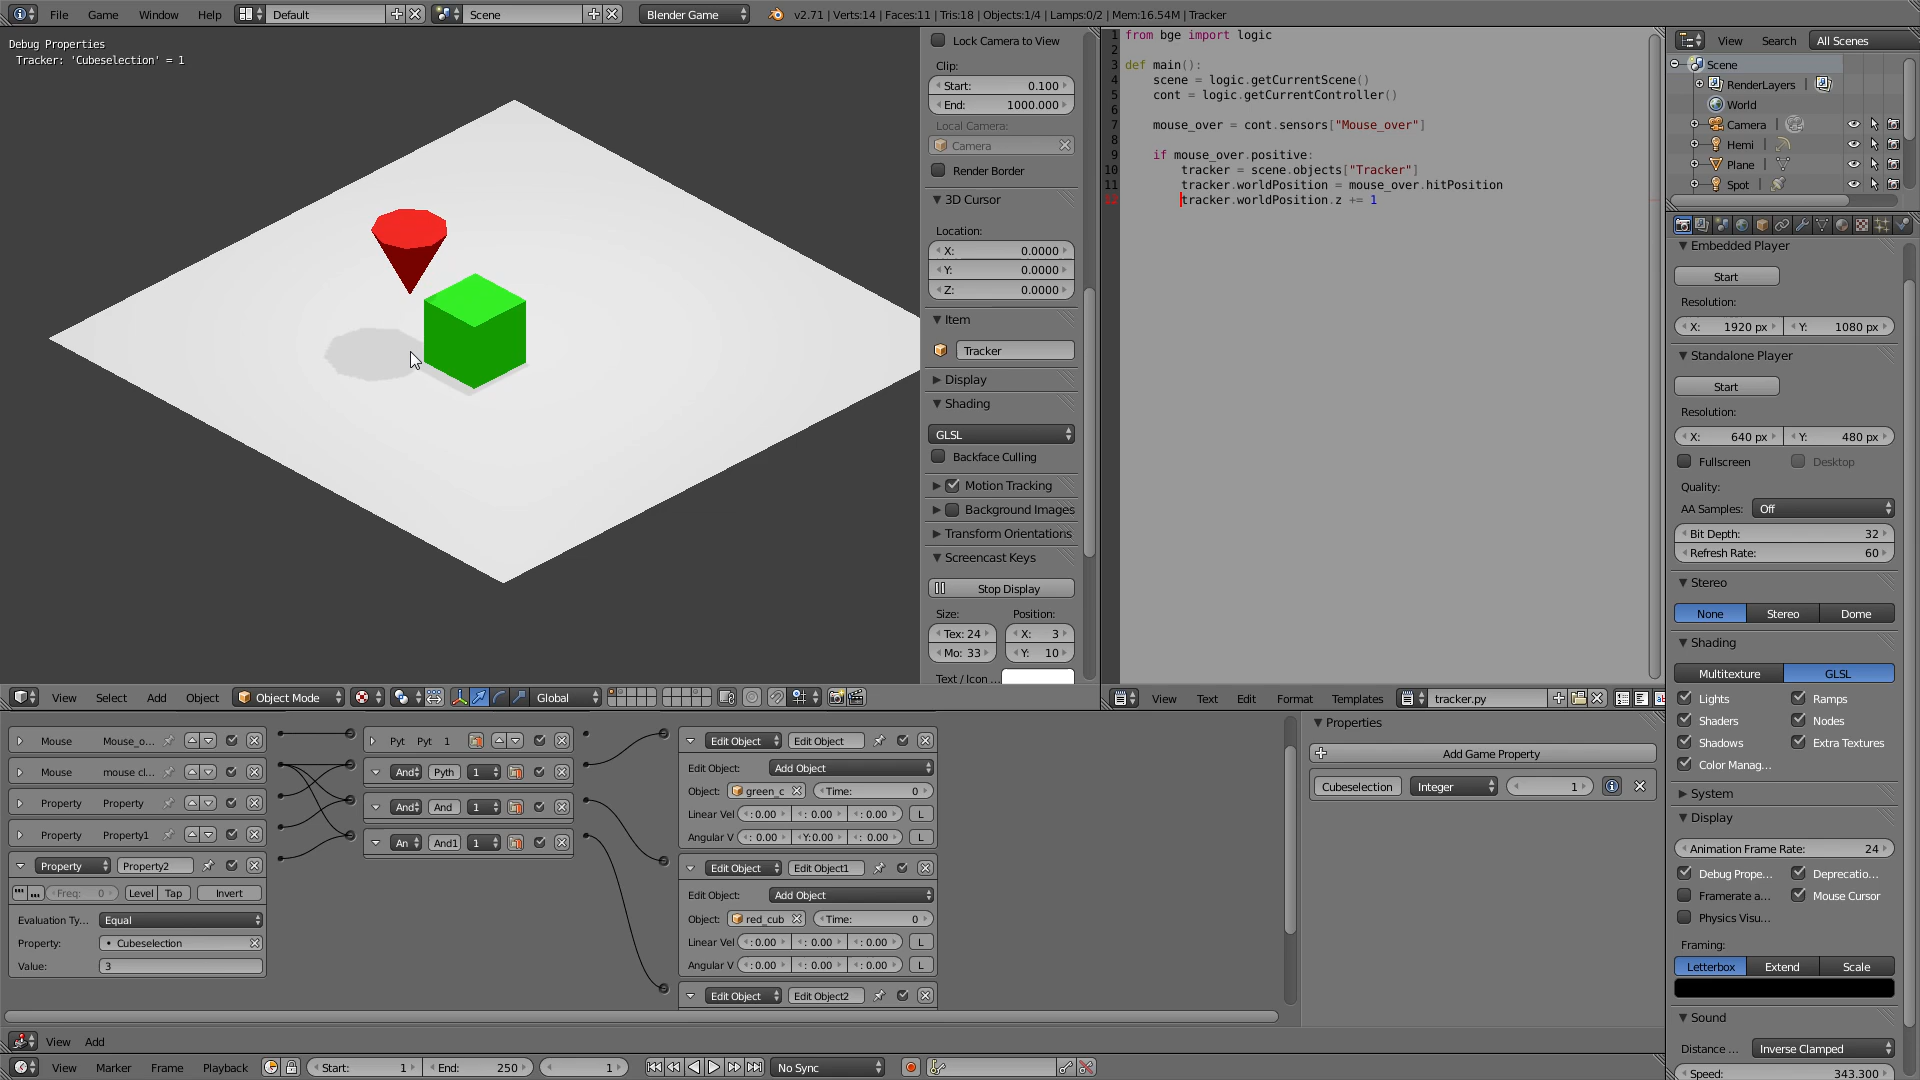 File Game Window Help Default Scene Blender Game v2.71 | Verts:14 | Faces:11 | Tris:18 | Objects:1/4 | Lamps:0/2 | Mem:16.54M | Tracker
Debug Properties
Tracker: 'Cubeselection' = 1
Lock Camera to View
Clip:
Start: 0.100
End: 1000.000
Local Camera:
Camera
Render Border
3D Cursor
Location:
X: 0.0000
Y: 0.0000
Z: 0.0000
Item
Tracker
Display
Shading
GLSL
Backface Culling
Motion Tracking
Background Images
Transform Orientations
Screencast Keys
Stop Display
Size: Position:
Tex: 24 X: 3
Mo: 33 Y: 10
Text / Icon ...
1 from bge import logic
2
3 def main():
4 scene = logic.getCurrentScene()
5 cont = logic.getCurrentController()
6
7 mouse_over = cont.sensors["Mouse_over"]
8
9 if mouse_over.positive:
10 tracker = scene.objects["Tracker"]
11 tracker.worldPosition = mouse_over.hitPosition
12 tracker.worldPosition.z += 1
View Search All Scenes
Scene
RenderLayers |
World
Camera |
Hemi |
Plane |
Spot |
Embedded Player
Start
Resolution:
X: 1920 px Y: 1080 px
Standalone Player
Start
Resolution:
X: 640 px Y: 480 px
Fullscreen Desktop
Quality:
AA Samples: Off
Bit Depth: 32
Refresh Rate: 60
Stereo
None Stereo Dome
Shading
Multitexture GLSL
Lights Ramps
Shaders Nodes
Shadows Extra Textures
Color Manag...
System
Display
Animation Frame Rate: 24
Debug Prope... Deprecatio...
Framerate a... Mouse Cursor
Physics Visu...
Framing:
Letterbox Extend Scale
Sound
Distance ... Inverse Clamped
Speed: 343.300
View Select Add Object Object Mode Global
View Text Edit Format Templates tracker.py
Mouse Mouse_o...
Mouse mouse cl...
Property Property
Property Property1
Property Property2
Freq: 0 Level Tap Invert
Evaluation Ty... Equal
Property: Cubeselection
Value: 3
Pyt Pyt 1
And Pyth 1
And And 1
An And1 1
Edit Object Edit Object
Edit Object: Add Object
Object: green_c Time: 0
Linear Vel : 0.00 : 0.00 : 0.00 L
Angular V : 0.00 Y:0.00 : 0.00 L
Edit Object Edit Object1
Edit Object: Add Object
Object: red_cub Time: 0
Linear Vel : 0.00 : 0.00 : 0.00 L
Angular V : 0.00 : 0.00 : 0.00 L
Edit Object Edit Object2
Properties
Add Game Property
Cubeselection Integer 1
View Add
View Marker Frame Playback Start: 1 End: 250 1 No Sync